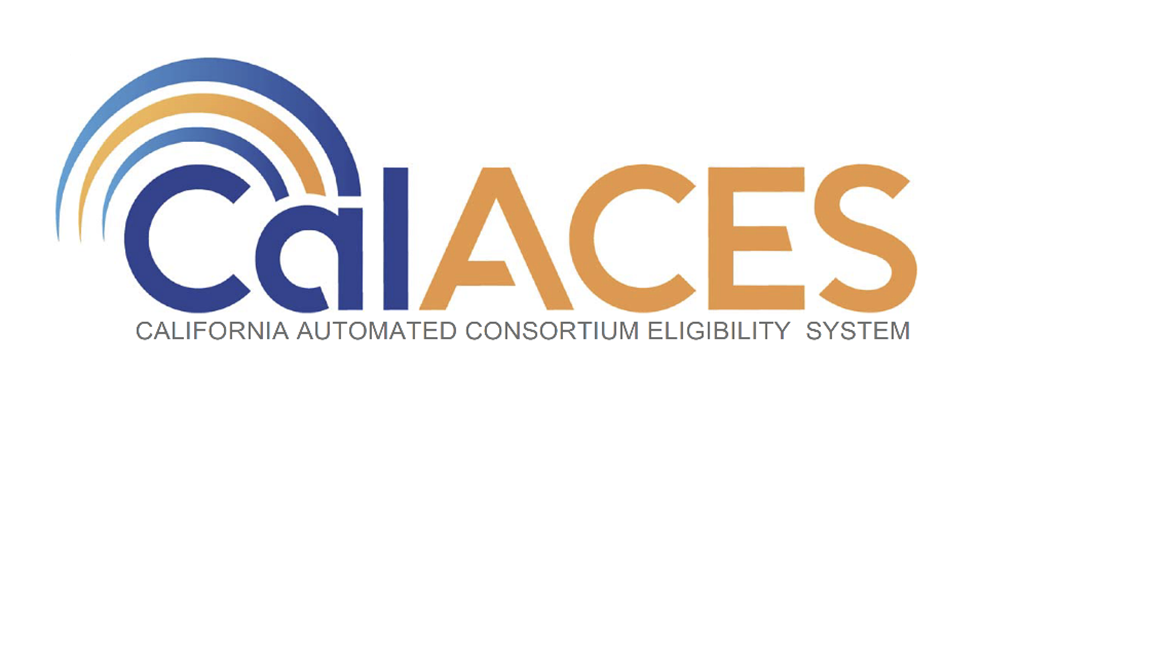 CalACES
CALIFORNIA AUTOMATED CONSORTIUM ELIGIBILITY SYSTEM